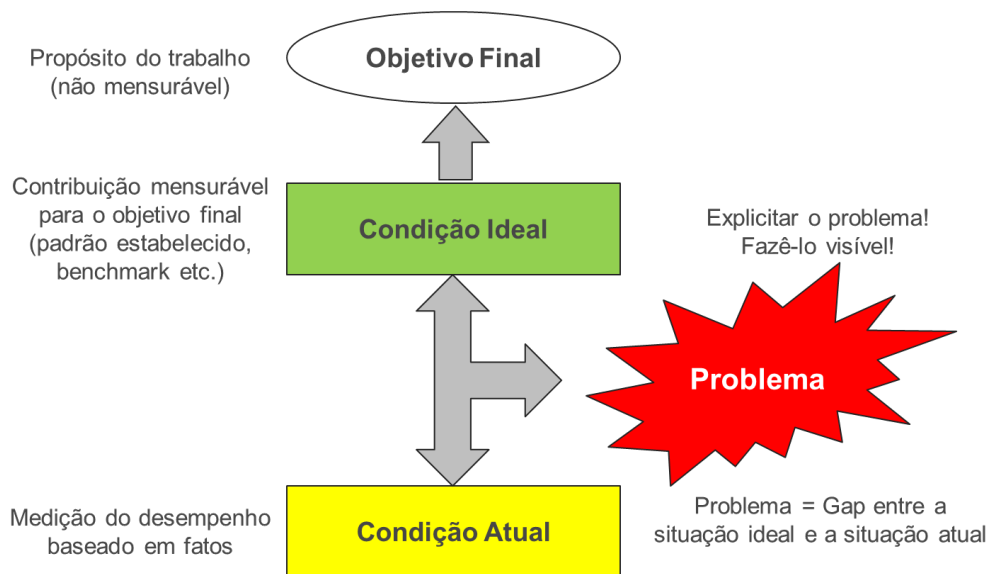 Propósito do trabalho
(não mensurável)
Objetivo Final
Contribuição mensurável
para o objetivo final
(padrão estabelecido,
benchmark etc.)
Condição Ideal
Explicitar o problema!
Fazê-lo visível!
Problema
Medição do desempenho
baseado em fatos
Condição Atual
Problema = Gap entre a
situação ideal e a situação atual